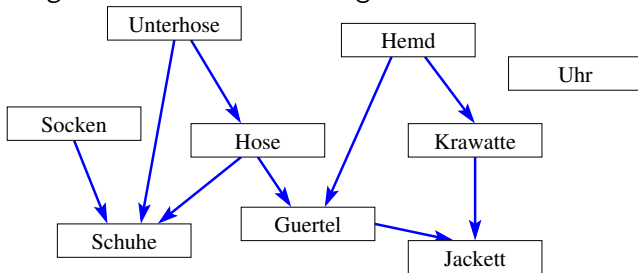 Unterhose
Hemd
Uhr
Socken
Hose
Krawatte
Guertel
Schuhe
Jackett